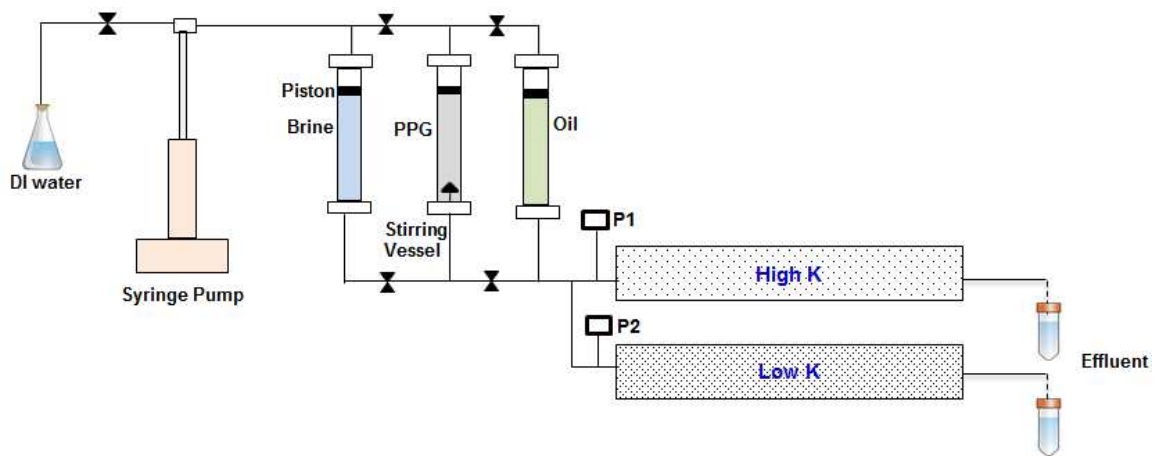 DI water
Syringe Pump
Piston
Brine
PPG
Stirring
Vessel
Oil
P1
High K
P2
Low K
Effluent